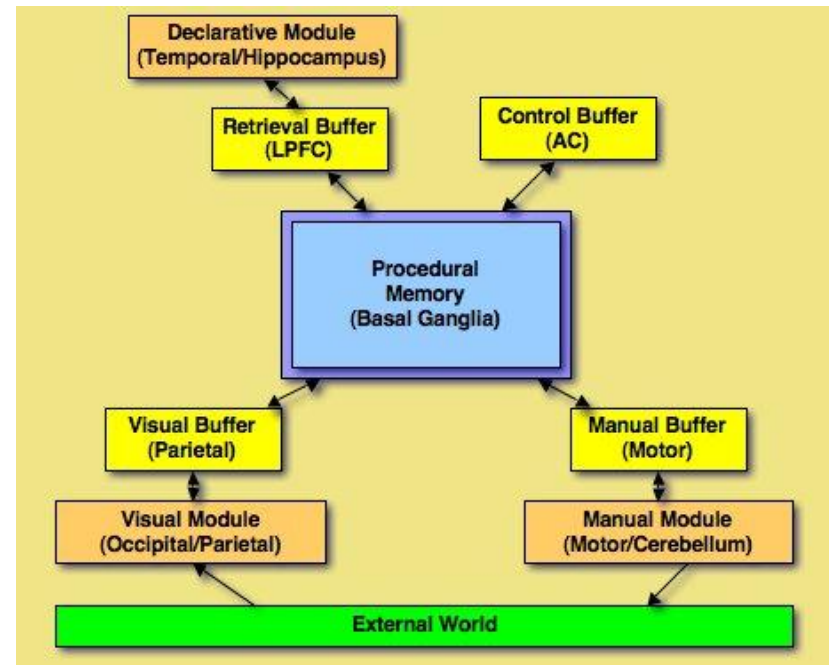 Declarative Module
(Temporal/Hippocampus)
Retrieval Buffer
(LPFC)
Control Buffer
(AC)
Procedural
Memory
(Basal Ganglia)
Visual Buffer
(Parietal)
Manual Buffer
(Motor)
Visual Module
(Occipital/Parietal)
Manual Module
(Motor/Cerebellum)
External World